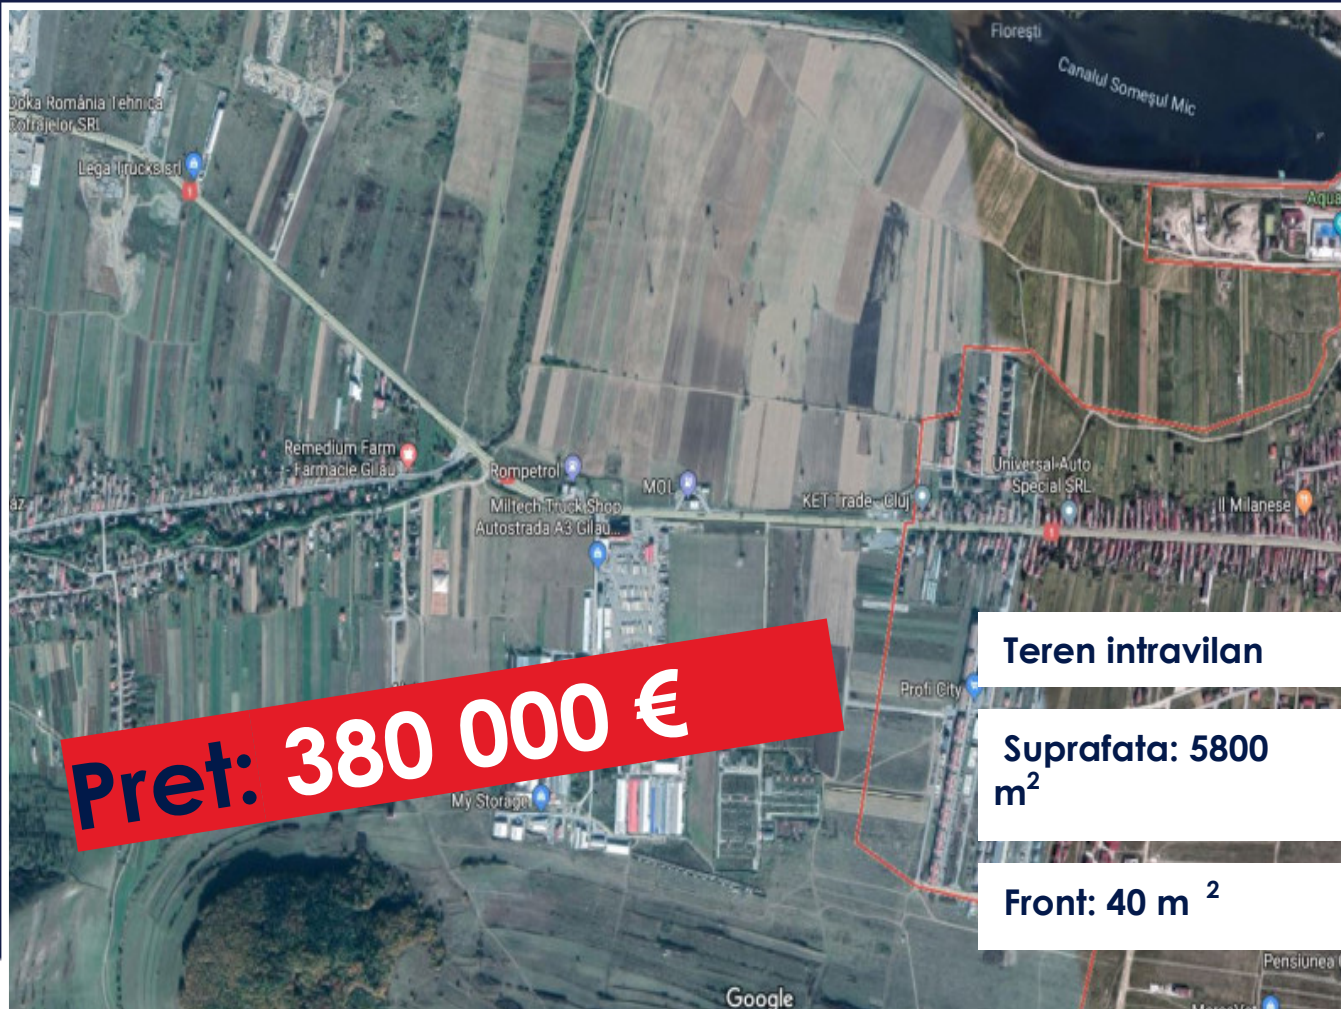 Florești
Canalul Someșul Mic
Doka România Tehnica
Cofrajelor SRL
Lega Trucks srl
1
Aqua
Remedium Farm
- Farmacie Gilău
Rompetrol
MOL
Miltech Truck Shop
Autostrada A3 Gilău...
KET Trade - Cluj
Universal Auto
Special SRL
Il Milanese
1
Teren intravilan
Profi City
Pret: 380 000 €
Suprafata: 5800
m²
My Storage
Front: 40 m ²
Pensiunea
Google